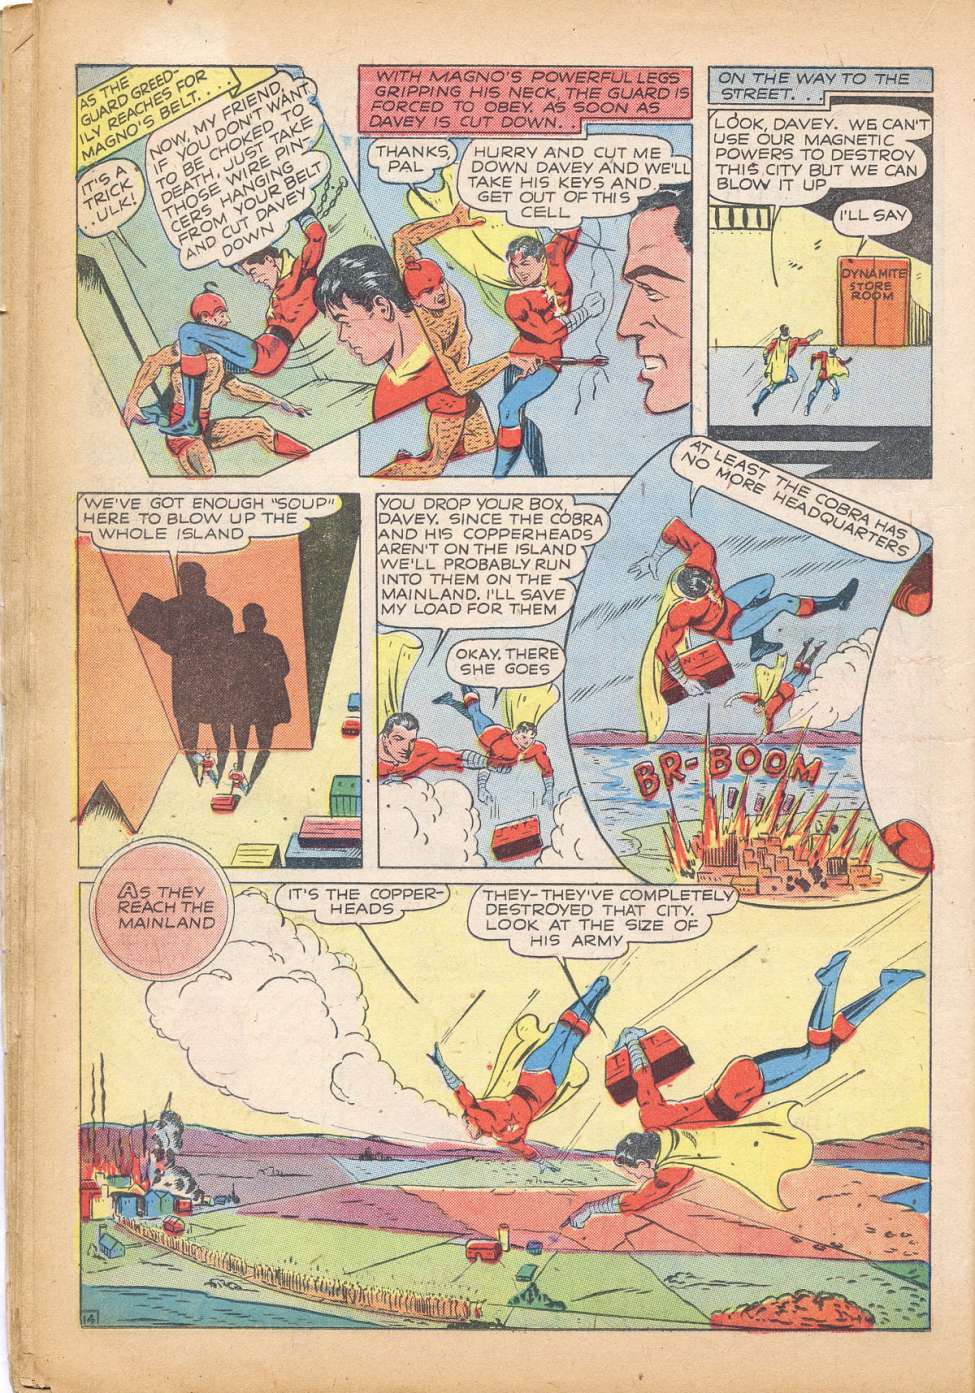 AS THE
GUARD GREED-
ILY REACHES FOR
MAGNO'S BELT. . . .
IT'S A
TRICK
. . ULK!
NOW, MY FRIEND,
IF YOU DON'T WANT
TO BE CHOKED TO
DEATH, JUST TAKE
THOSE WIRE PIN-
CERS HANGING
FROM YOUR BELT
AND CUT DAVEY
DOWN
WITH MAGNO'S POWERFUL LEGS
GRIPPING HIS NECK, THE GUARD IS
FORCED TO OBEY. AS SOON AS
DAVEY IS CUT DOWN. . .
THANKS,
PAL
HURRY AND CUT ME
DOWN DAVEY AND WE'LL
TAKE HIS KEYS AND
GET OUT OF THIS
CELL
ON THE WAY TO THE
STREET. . .
LOOK, DAVEY. WE CAN'T
USE OUR MAGNETIC
POWERS TO DESTROY
THIS CITY BUT WE CAN
BLOW IT UP
I'LL SAY
DYNAMITE
STORE
ROOM
WE'VE GOT ENOUGH "SOUP"
HERE TO BLOW UP THE
WHOLE ISLAND
YOU DROP YOUR BOX,
DAVEY. SINCE THE COBRA
AND HIS COPPERHEADS
AREN'T ON THE ISLAND
WE'LL PROBABLY RUN
INTO THEM ON THE
MAINLAND. I'LL SAVE
MY LOAD FOR THEM
OKAY, THERE
SHE GOES
AT LEAST THE COBRA HAS
NO MORE HEADQUARTERS
N.T.
BR-BOOM
AS THEY
REACH THE
MAINLAND
IT'S THE COPPER-
HEADS
THEY-THEY'VE COMPLETELY
DESTROYED THAT CITY.
LOOK AT THE SIZE OF
HIS ARMY
14